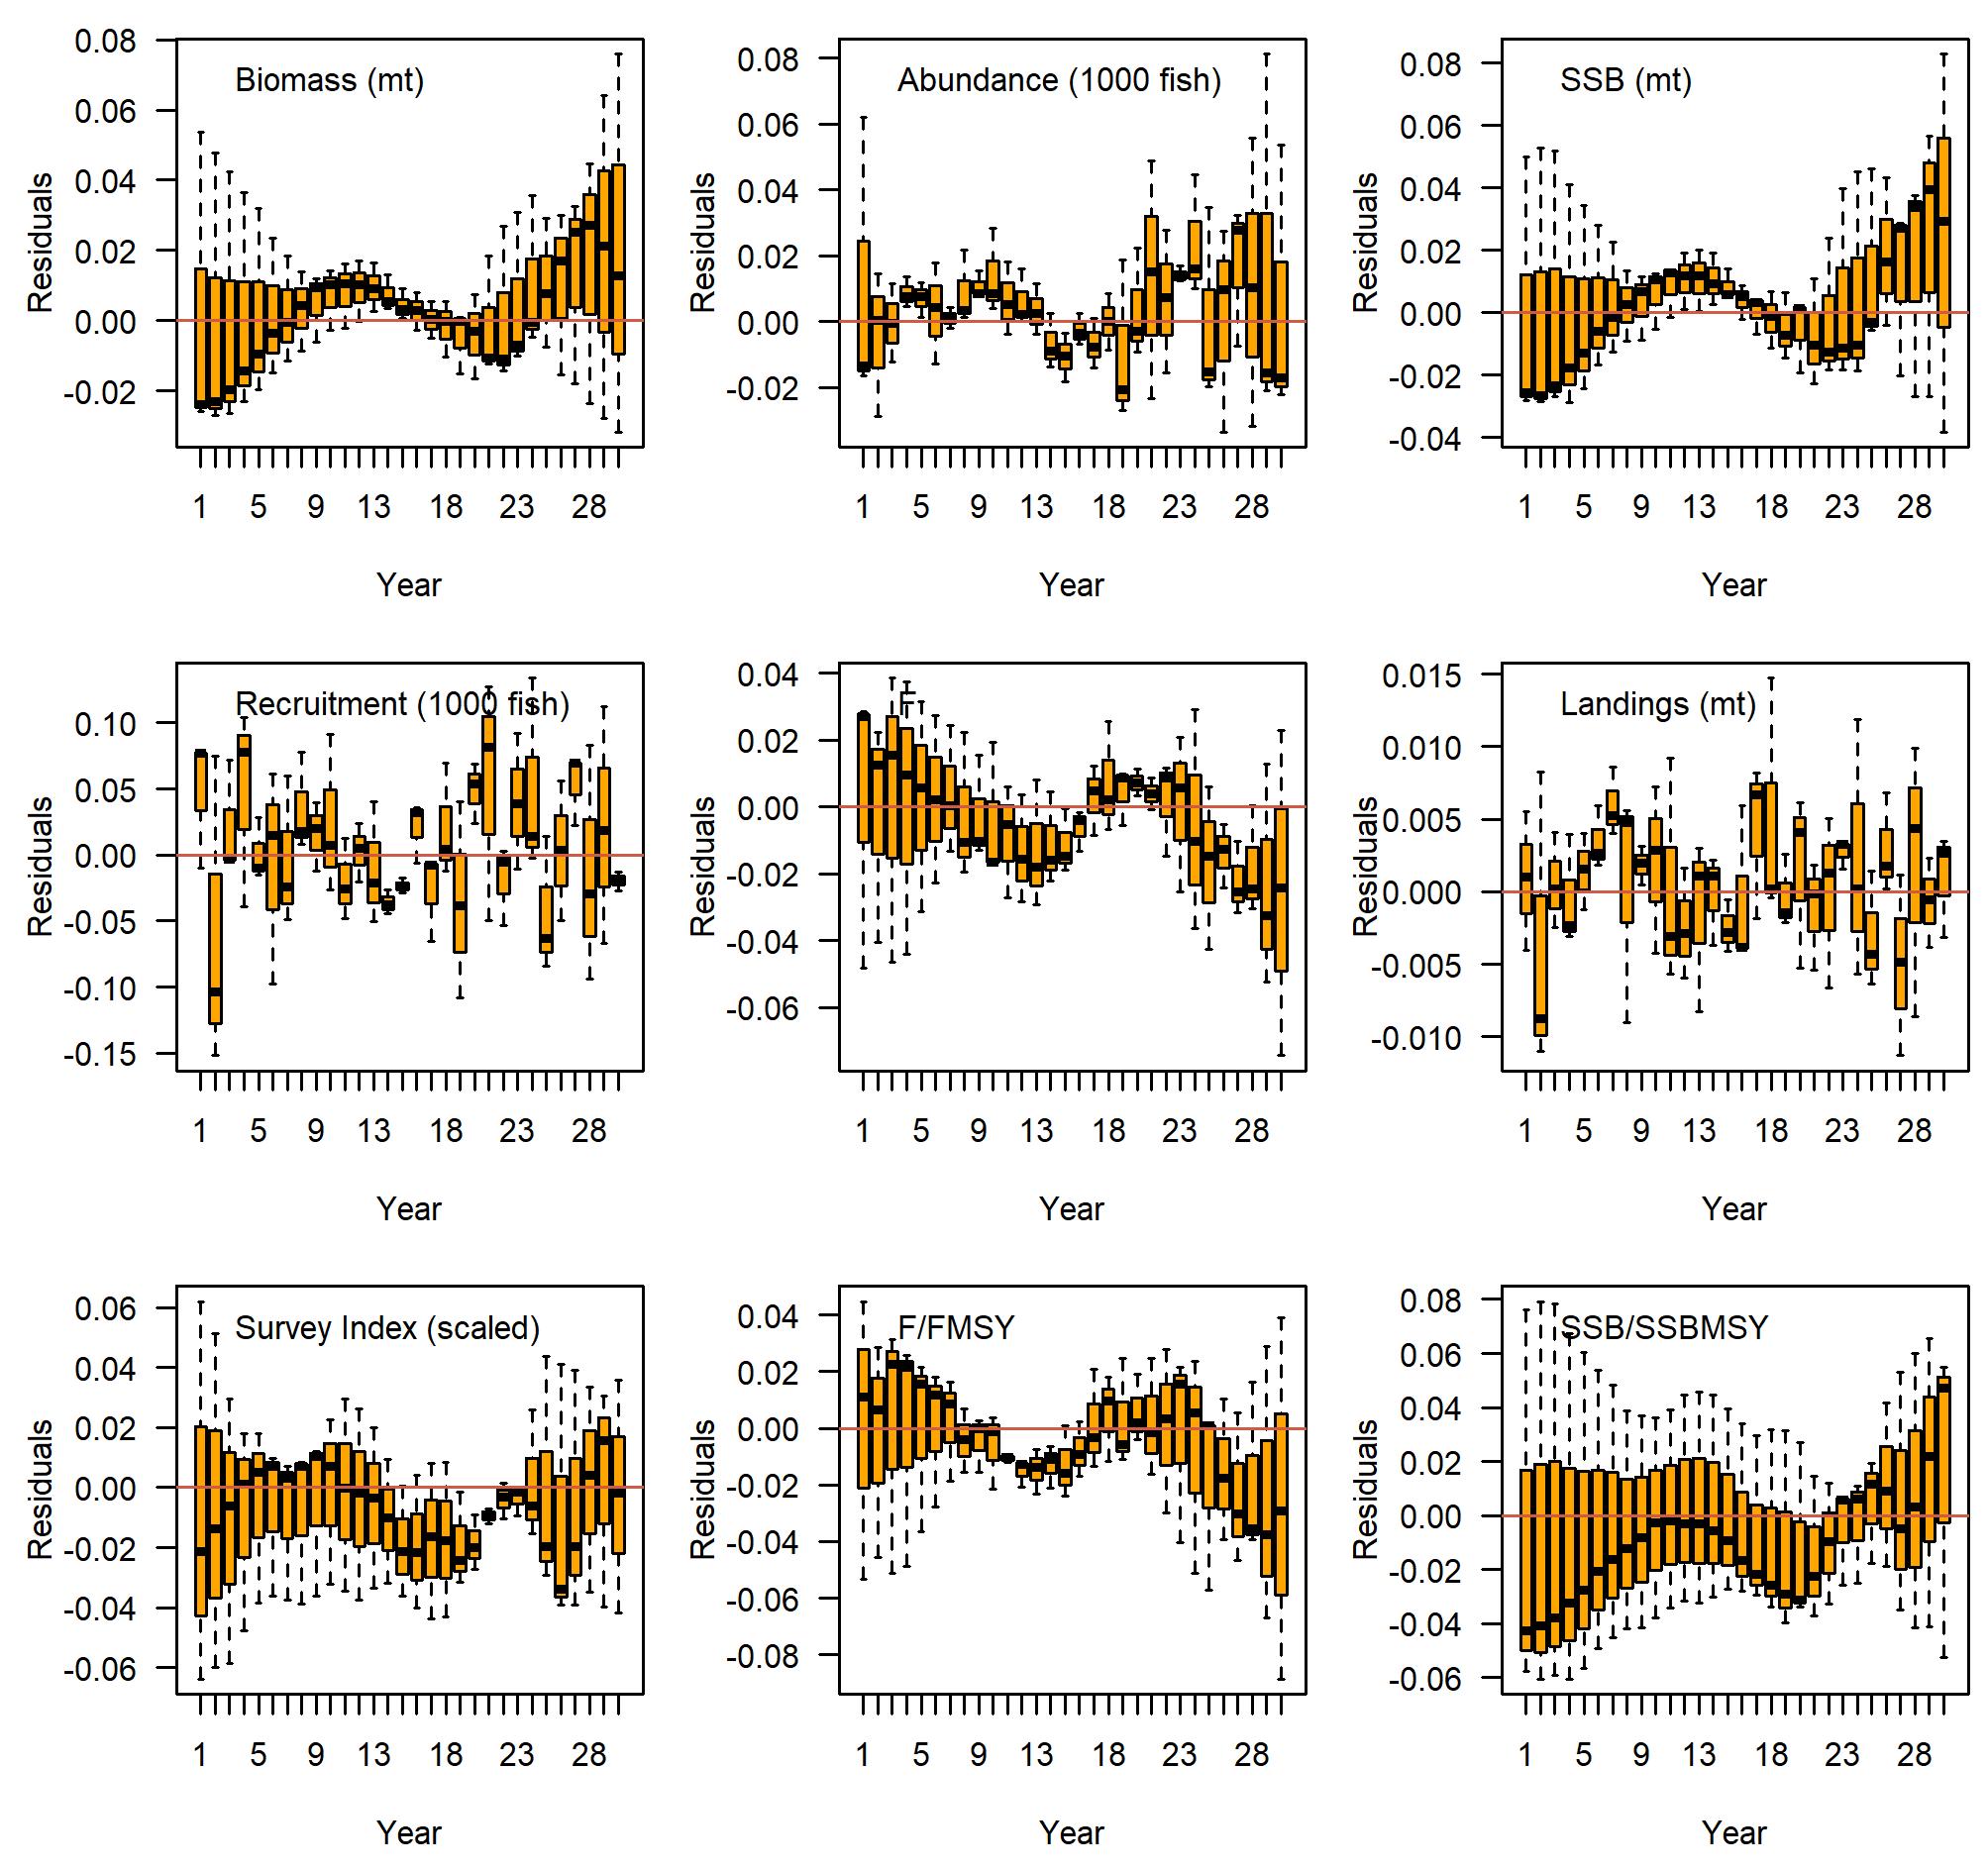 Biomass (mt)
Residuals
0.08
0.06
0.04
0.02
0.00
-0.02
1 5 9 13 18 23 28
Year
Abundance (1000 fish)
Residuals
0.08
0.06
0.04
0.02
0.00
-0.02
1 5 9 13 18 23 28
Year
SSB (mt)
Residuals
0.08
0.06
0.04
0.02
0.00
-0.02
-0.04
1 5 9 13 18 23 28
Year
Recruitment (1000 fish)
Residuals
0.10
0.05
0.00
-0.05
-0.10
-0.15
1 5 9 13 18 23 28
Year
F
Residuals
0.04
0.02
0.00
-0.02
-0.04
-0.06
1 5 9 13 18 23 28
Year
Landings (mt)
Residuals
0.015
0.010
0.005
0.000
-0.005
-0.010
1 5 9 13 18 23 28
Year
Survey Index (scaled)
Residuals
0.06
0.04
0.02
0.00
-0.02
-0.04
-0.06
1 5 9 13 18 23 28
Year
F/FMSY
Residuals
0.04
0.02
0.00
-0.02
-0.04
-0.06
-0.08
1 5 9 13 18 23 28
Year
SSB/SSBMSY
Residuals
0.08
0.06
0.04
0.02
0.00
-0.02
-0.04
-0.06
1 5 9 13 18 23 28
Year